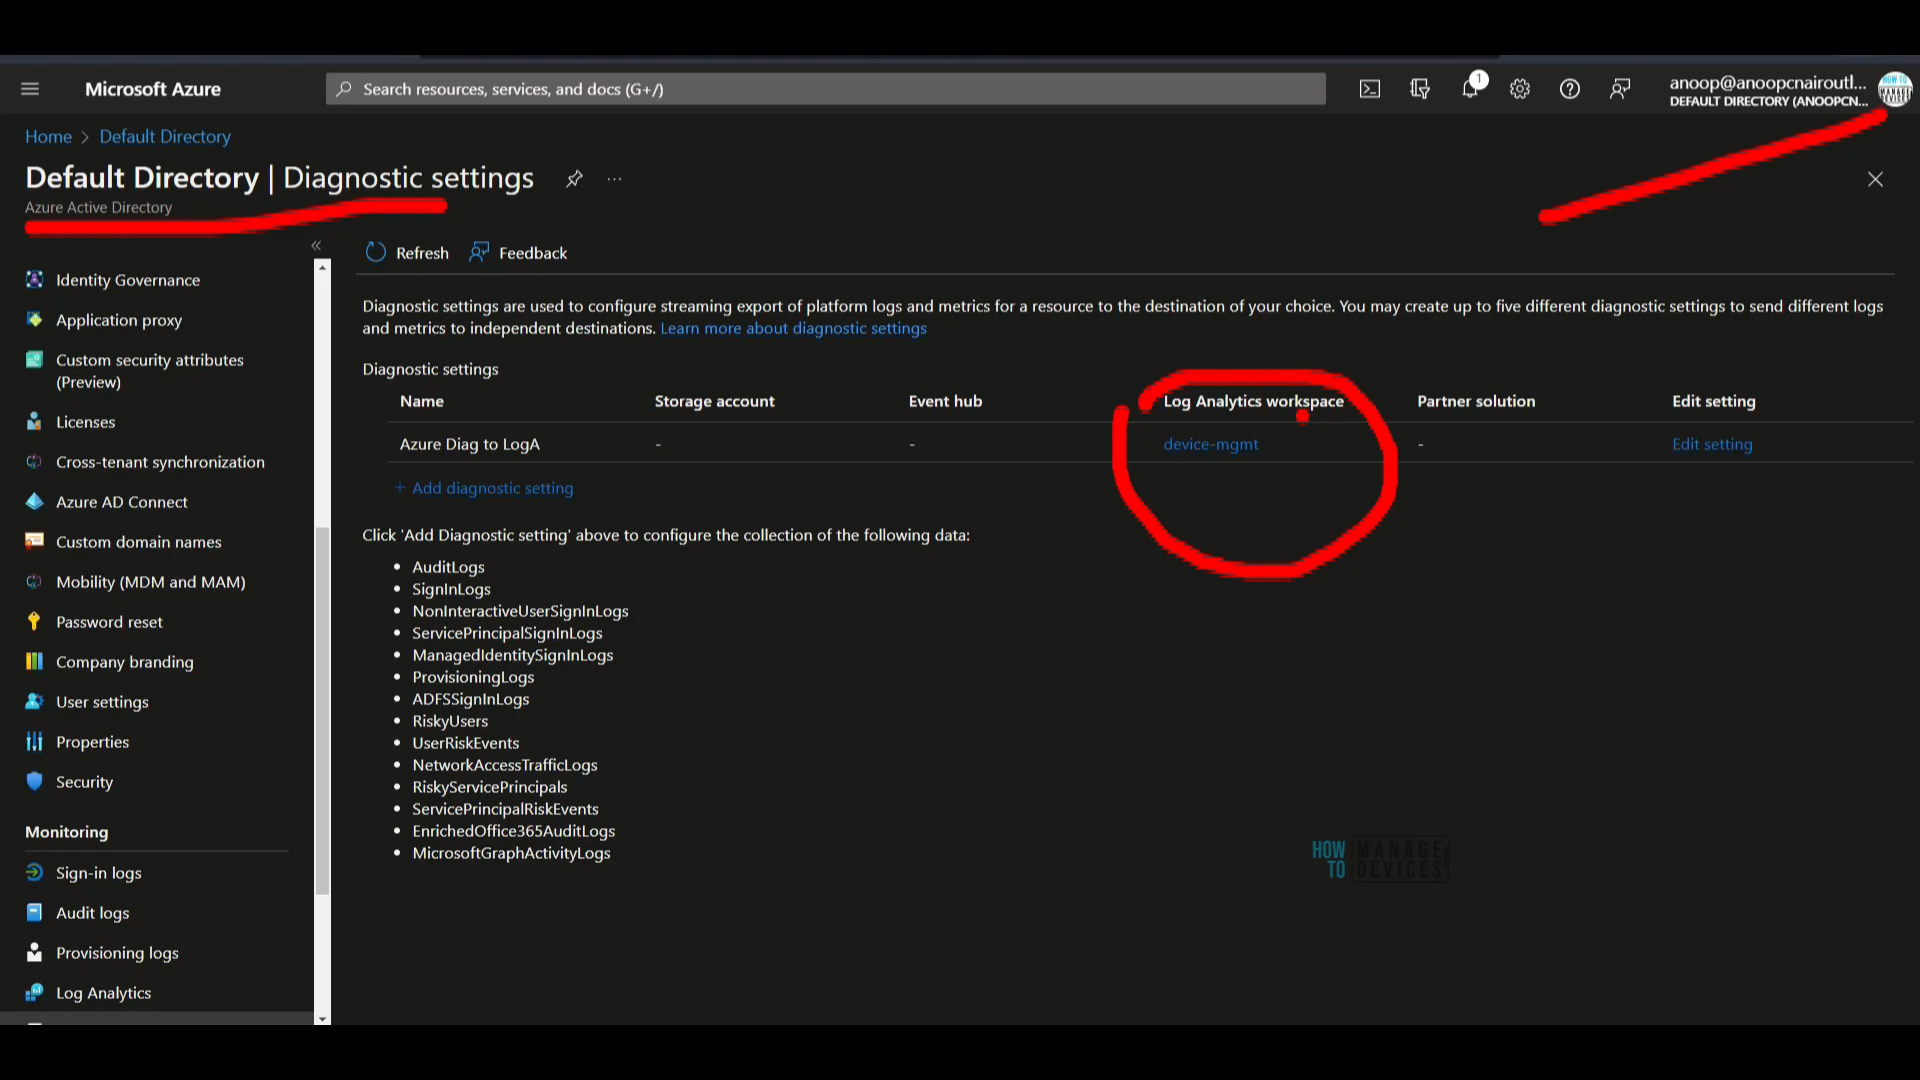 Microsoft Azure
Search resources, services, and docs (G+/)
1
anoop@anoopcnairoutl...
DEFAULT DIRECTORY (ANOOPCN...
HOW TO
MANAGE
DEVICES
Home > Default Directory
Default Directory | Diagnostic settings
...
Azure Active Directory
«
Refresh
Feedback
Identity Governance
Application proxy
Custom security attributes
(Preview)
Licenses
Cross-tenant synchronization
Azure AD Connect
Custom domain names
Mobility (MDM and MAM)
Password reset
Company branding
User settings
Properties
Security
Monitoring
Sign-in logs
Audit logs
Provisioning logs
Log Analytics
Diagnostic settings are used to configure streaming export of platform logs and metrics for a resource to the destination of your choice. You may create up to five different diagnostic settings to send different logs
and metrics to independent destinations. Learn more about diagnostic settings
Diagnostic settings
Name Storage account Event hub Log Analytics workspace Partner solution Edit setting
Azure Diag to LogA - - device-mgmt - Edit setting
+ Add diagnostic setting
Click 'Add Diagnostic setting' above to configure the collection of the following data:
• AuditLogs
• SignInLogs
• NonInteractiveUserSignInLogs
• ServicePrincipalSignInLogs
• ManagedIdentitySignInLogs
• ProvisioningLogs
• ADFSSignInLogs
• RiskyUsers
• UserRiskEvents
• NetworkAccessTrafficLogs
• RiskyServicePrincipals
• ServicePrincipalRiskEvents
• EnrichedOffice365AuditLogs
• MicrosoftGraphActivityLogs
HOW MANAGE
TO DEVICES